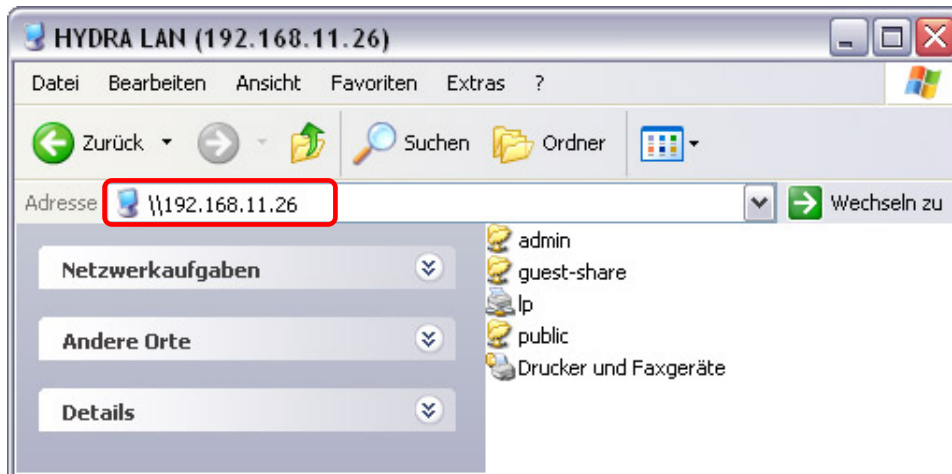 HYDRA LAN (192.168.11.26)
Datei Bearbeiten Ansicht Favoriten Extras ?
Zurück Suchen Ordner
Adresse \\192.168.11.26 Wechseln zu
Netzwerkaufgaben
Andere Orte
Details
admin
guest-share
lp
public
Drucker und Faxgeräte